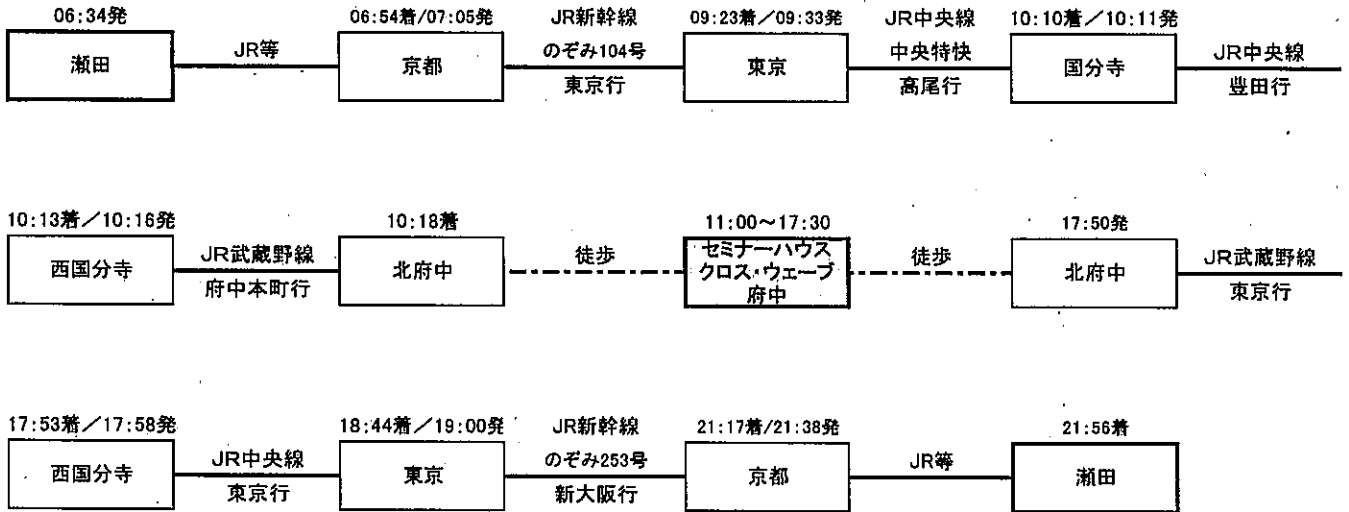 06:34発
06:54着/07:05発
JR新幹線
09:23着/09:33発
JR中央線
10:10着/10:11発
瀬田
JR等
京都
のぞみ104号
東京行
東京
中央特快
高尾行
国分寺
JR中央線
豊田行
10:13着/10:16発
10:18着
11:00~17:30
17:50発
西国分寺
JR武蔵野線
府中本町行
北府中
徒歩
セミナー・ハウス
クロス・ウェーブ
府中
徒歩
北府中
JR武蔵野線
東京行
17:53着/17:58発
18:44着/19:00発
JR新幹線
21:17着/21:38発
21:56着
西国分寺
JR中央線
東京行
東京
のぞみ253号
新大阪行
京都
JR等
瀬田